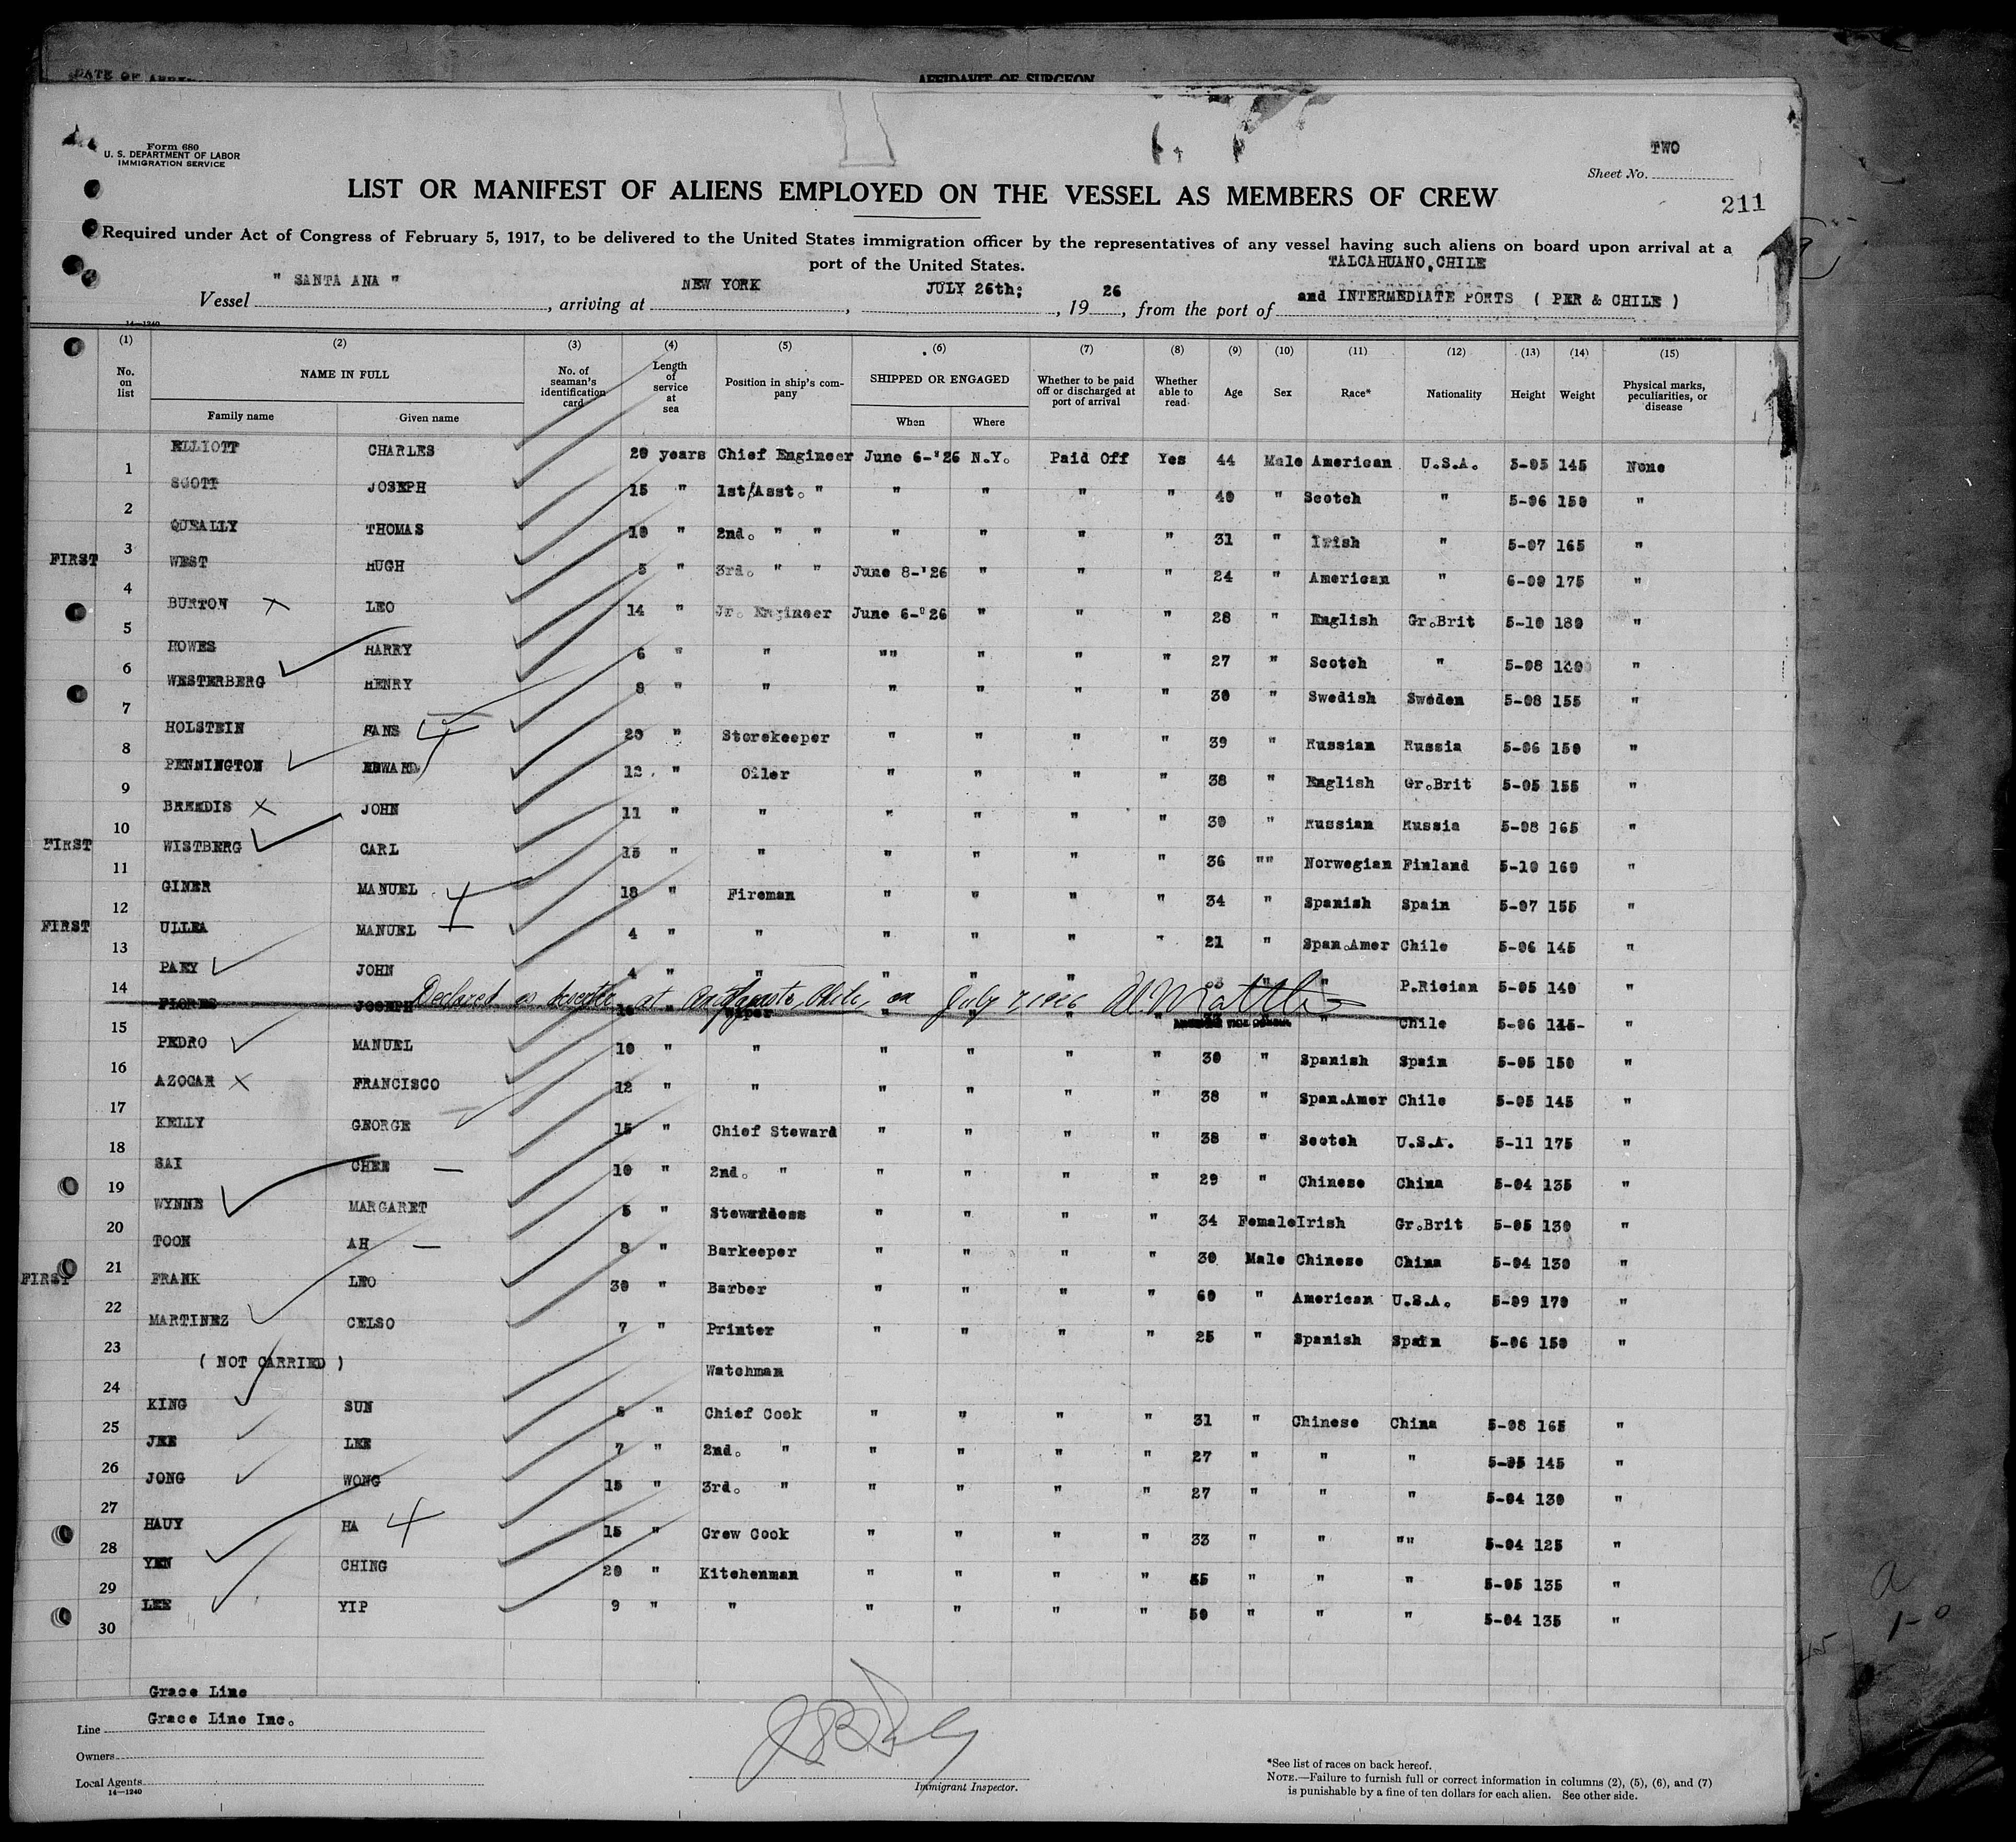 DATE OF
AFFIDAVIT OF SURGEON
Form 680
U. S. DEPARTMENT OF LABOR
IMMIGRATION SERVICE
TWO
Sheet No.
LIST OR MANIFEST OF ALIENS EMPLOYED ON THE VESSEL AS MEMBERS OF CREW
211
Required under Act of Congress of February 5, 1917, to be delivered to the United States immigration officer by the representatives of any vessel having such aliens on board upon arrival at a
port of the United States.
TALCAHUANO, CHILE
Vessel " SANTA ANA ", arriving at NEW YORK, JULY 26th;, 19 26, from the port of and INTERMEDIATE PORTS ( PER & CHILE )
14—1240
(1) (2) (3) (4) (5) (6) (7) (8) (9) (10) (11) (12) (13) (14) (15)
No. on list NAME IN FULL No. of seaman's identification card Length of service at sea Position in ship's company SHIPPED OR ENGAGED Whether to be paid off or discharged at port of arrival Whether able to read Age Sex Race* Nationality Height Weight Physical marks, peculiarities, or disease
Family name Given name When Where
1 ELLIOTT CHARLES 20 years Chief Engineer June 6-'26 N.Y. Paid Off Yes 44 Male American U.S.A. 5-05 145 None
2 SCOTT JOSEPH 15 " 1st/Asst. " " " " " 40 " Scotch " 5-06 150 "
3 QUEALLY THOMAS 10 " 2nd. " " " " " " 31 " Irish " 5-07 165 "
FIRST
4 WEST HUGH 5 " 3rd. " " June 8-'26 " " " 24 " American " 6-00 175 "
5 BURTON X LEO 14 " Jr. Engineer June 6-'26 " " " 28 " English Gr.Brit 5-10 180 "
6 HOWES HARRY 6 " " "" " " " 27 " Scotch " 5-08 "
7 WESTERBERG HENRY 8 " " " " " " 30 " Swedish Sweden 5-08 155 "
8 HOLSTEIN HANS 20 " Storekeeper " " " " 39 " Russian Russia 5-06 150 "
9 PENNINGTON EDWARD 12 " Oiler " " " " 38 " English Gr.Brit 5-05 155 "
10 BREEDIS X JOHN 11 " " " " " " 30 " Russian Russia 5-08 165 "
FIRST
11 WISTBERG CARL 15 " " " " " " 36 "" Norwegian Finland 5-10 160 "
12 GINER MANUEL 18 " Fireman " " " " 34 " Spanish Spain 5-07 155 "
FIRST
13 ULLEA MANUEL 4 " " " " " " 21 " Span.Amer Chile 5-06 145 "
14 PAEY JOHN 4 " " " " " " " P.Rician 5-05 140 "
Declared as deserter at Antofagasta, Chile, on July 7, 1926
15 FLORES JOSEPH 10 " Wiper " " " " " Chile 5-06 145- "
16 PEDRO MANUEL 10 " " " " " " 30 " Spanish Spain 5-05 150 "
17 AZOCAR X FRANCISCO 12 " " " " " " 38 " Span.Amer Chile 5-05 145 "
18 KELLY GEORGE 15 " Chief Steward " " " " 38 " Scotch U.S.A. 5-11 175 "
19 SAI CHEE — 10 " 2nd. " " " " " 29 " Chinese China 5-04 135 "
20 WYNNE MARGARET 5 " Stewardess " " " " 34 Female Irish Gr.Brit 5-05 130 "
21 TOON AH — 8 " Barkeeper " " " " 30 Male Chinese China 5-04 130 "
FIRST
22 FRANK LEO 30 " Barber " " " " 60 " American U.S.A. 5-09 170 "
23 MARTINEZ CELSO 7 " Printer " " " " 25 " Spanish Spain 5-06 150 "
24 ( NOT CARRIED ) Watchman
25 KING SUN 6 " Chief Cook " " " " 31 " Chinese China 5-08 165 "
26 JEE LEE 7 " 2nd. " " " " " 27 " " " 5-05 145 "
27 JONG WONG 15 " 3rd. " " " " " 27 " " " 5-04 130 "
28 HAUY HA 15 " Crew Cook " " " " 33 " " "" 5-04 125 "
29 YEN CHING 20 " Kitchenman " " " " 55 " " " 5-05 135 "
30 LEE YIP 9 " " " " " " 50 " " " 5-04 135 "
Grace Line
Line Grace Line Inc.
Owners
Local Agents
14—1240
Immigrant Inspector.
*See list of races on back hereof.
NOTE.—Failure to furnish full or correct information in columns (2), (5), (6), and (7)
is punishable by a fine of ten dollars for each alien. See other side.